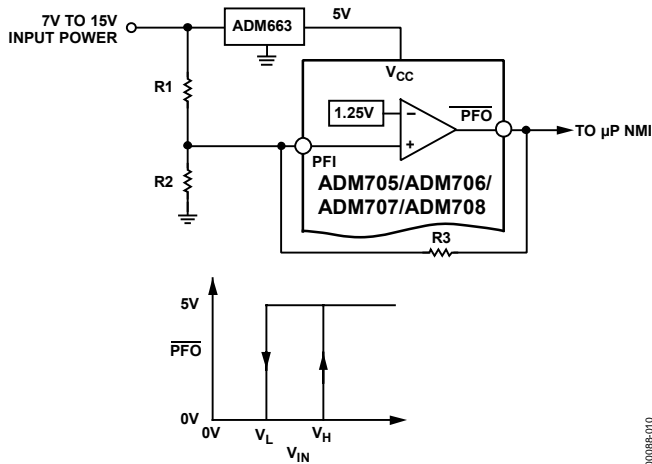 7V TO 15V
INPUT POWER
ADM663
5V
VCC
R1
1.25V
PFO
TO µP NMI
PFI
R2
ADM705/ADM706/
ADM707/ADM708
R3
5V
PFO
0V
0V
VL
VH
VIN
00088-010